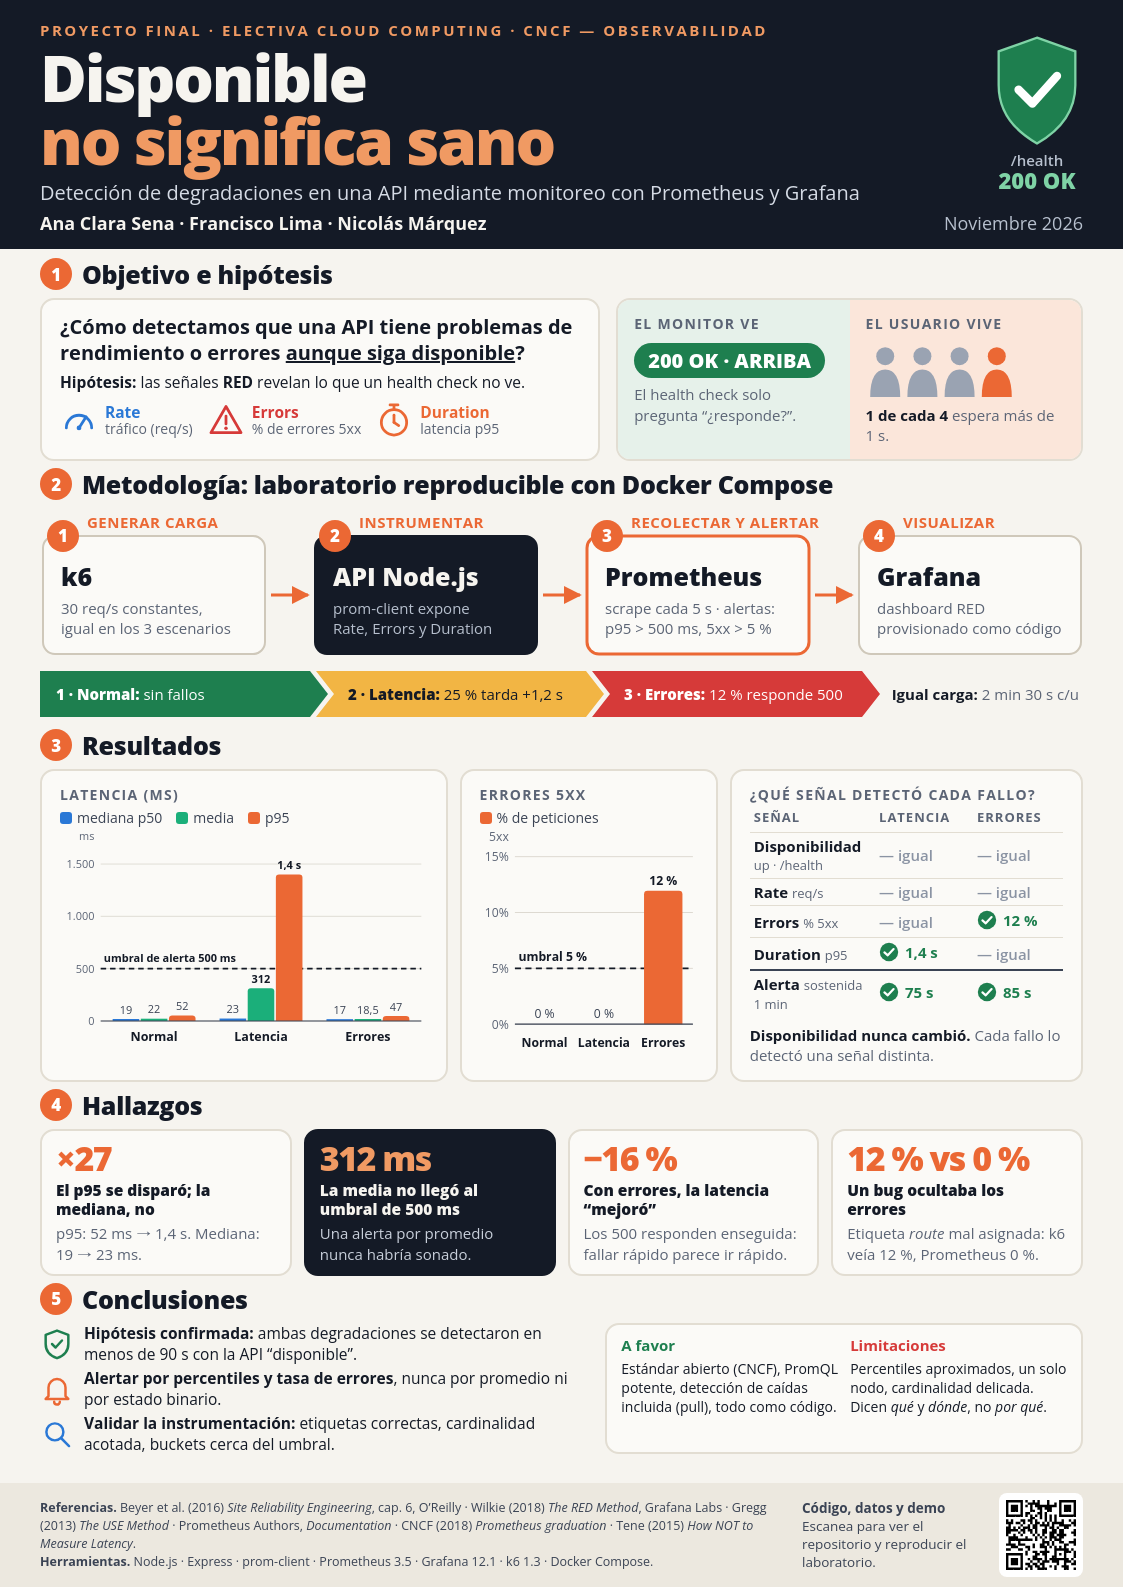 PROYECTO FINAL · ELECTIVA CLOUD COMPUTING · CNCF — OBSERVABILIDAD
Disponible
no significa sano
Detección de degradaciones en una API mediante monitoreo con Prometheus y Grafana
Ana Clara Sena · Francisco Lima · Nicolás Márquez
/health
200 OK
Noviembre 2026
1 Objetivo e hipótesis
¿Cómo detectamos que una API tiene problemas de
rendimiento o errores aunque siga disponible?
Hipótesis: las señales RED revelan lo que un health check no ve.
Rate
tráfico (req/s)
Errors
% de errores 5xx
Duration
latencia p95
EL MONITOR VE
200 OK · ARRIBA
El health check solo
pregunta “¿responde?”.
EL USUARIO VIVE
1 de cada 4 espera más de
1 s.
2 Metodología: laboratorio reproducible con Docker Compose
1 GENERAR CARGA
k6
30 req/s constantes,
igual en los 3 escenarios
2 INSTRUMENTAR
API Node.js
prom-client expone
Rate, Errors y Duration
3 RECOLECTAR Y ALERTAR
Prometheus
scrape cada 5 s · alertas:
p95 > 500 ms, 5xx > 5 %
4 VISUALIZAR
Grafana
dashboard RED
provisionado como código
1 · Normal: sin fallos
2 · Latencia: 25 % tarda +1,2 s
3 · Errores: 12 % responde 500
Igual carga: 2 min 30 s c/u
3 Resultados
LATENCIA (MS)
mediana p50 media p95
ms
1.500
1.000
500
0
umbral de alerta 500 ms
19 22 52
23 312 1,4 s
17 18,5 47
Normal Latencia Errores
ERRORES 5XX
% de peticiones
5xx
15%
10%
5%
0%
umbral 5 %
0 % 0 % 12 %
Normal Latencia Errores
¿QUÉ SEÑAL DETECTÓ CADA FALLO?
SEÑAL LATENCIA ERRORES
Disponibilidad
up · /health
— igual — igual
Rate req/s — igual — igual
Errors % 5xx — igual 12 %
Duration p95 1,4 s — igual
Alerta sostenida
1 min
75 s 85 s
Disponibilidad nunca cambió. Cada fallo lo
detectó una señal distinta.
4 Hallazgos
×27
El p95 se disparó; la
mediana, no
p95: 52 ms → 1,4 s. Mediana:
19 → 23 ms.
312 ms
La media no llegó al
umbral de 500 ms
Una alerta por promedio
nunca habría sonado.
−16 %
Con errores, la latencia
“mejoró”
Los 500 responden enseguida:
fallar rápido parece ir rápido.
12 % vs 0 %
Un bug ocultaba los
errores
Etiqueta route mal asignada: k6
veía 12 %, Prometheus 0 %.
5 Conclusiones
Hipótesis confirmada: ambas degradaciones se detectaron en
menos de 90 s con la API “disponible”.
Alertar por percentiles y tasa de errores, nunca por promedio ni
por estado binario.
Validar la instrumentación: etiquetas correctas, cardinalidad
acotada, buckets cerca del umbral.
A favor
Estándar abierto (CNCF), PromQL
potente, detección de caídas
incluida (pull), todo como código.
Limitaciones
Percentiles aproximados, un solo
nodo, cardinalidad delicada.
Dicen qué y dónde, no por qué.
Referencias. Beyer et al. (2016) Site Reliability Engineering, cap. 6, O’Reilly · Wilkie (2018) The RED Method, Grafana Labs · Gregg
(2013) The USE Method · Prometheus Authors, Documentation · CNCF (2018) Prometheus graduation · Tene (2015) How NOT to
Measure Latency.
Herramientas. Node.js · Express · prom-client · Prometheus 3.5 · Grafana 12.1 · k6 1.3 · Docker Compose.
Código, datos y demo
Escanea para ver el
repositorio y reproducir el
laboratorio.